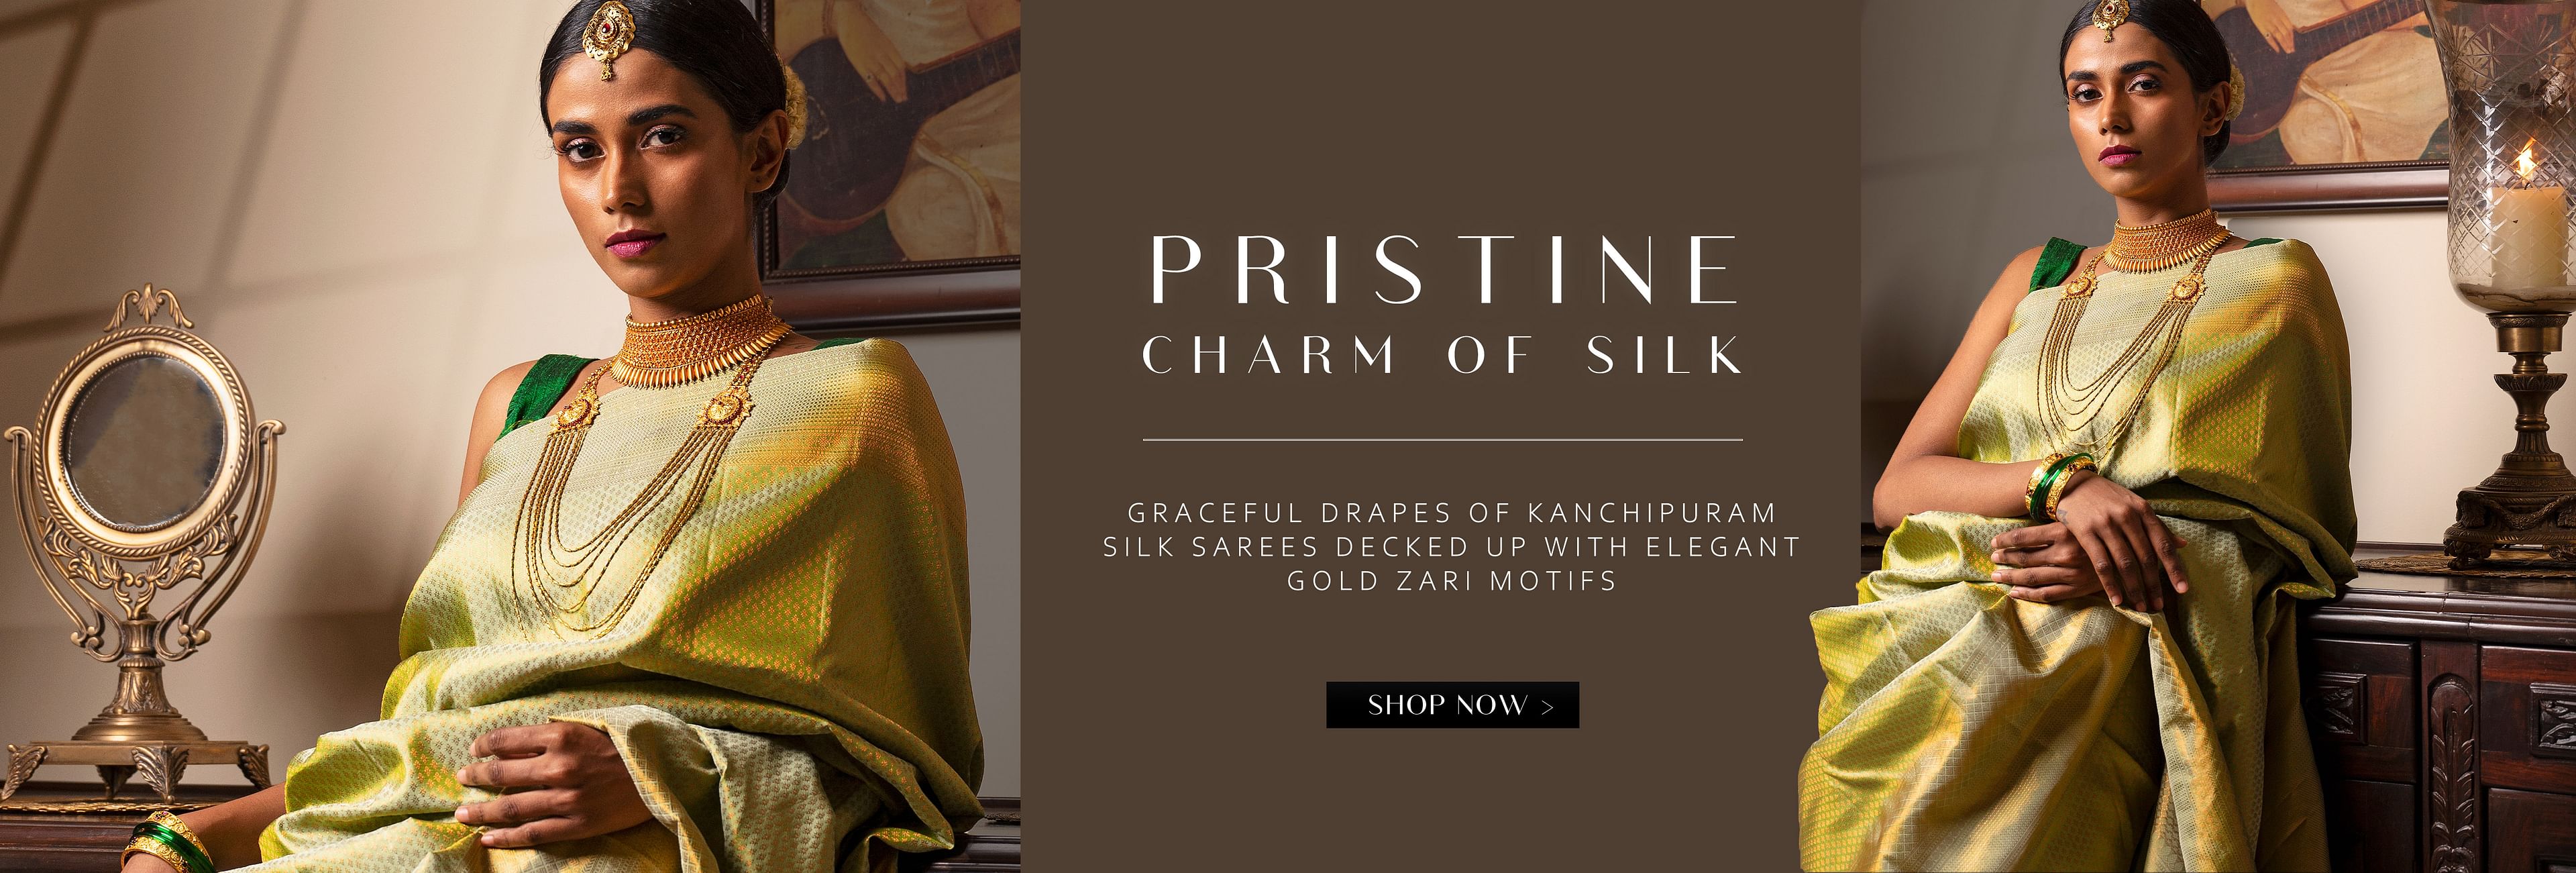 PRISTINE
CHARM OF SILK
GRACEFUL DRAPES OF KANCHIPURAM
SILK SAREES DECKED UP WITH ELEGANT
GOLD ZARI MOTIFS
SHOP NOW >